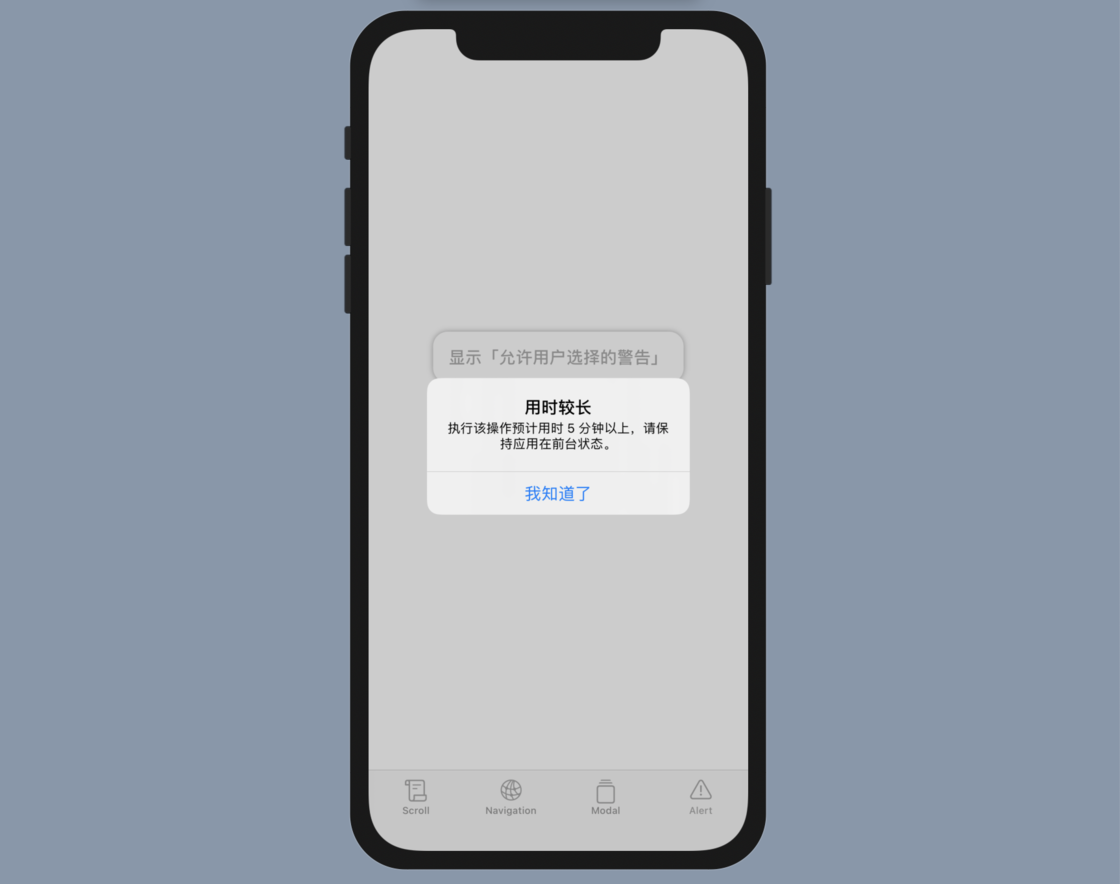 显示「允许用户选择的警告」
用时较长
执行该操作预计用时 5 分钟以上，请保
持应用在前台状态。
我知道了
Scroll
Navigation
Modal
Alert